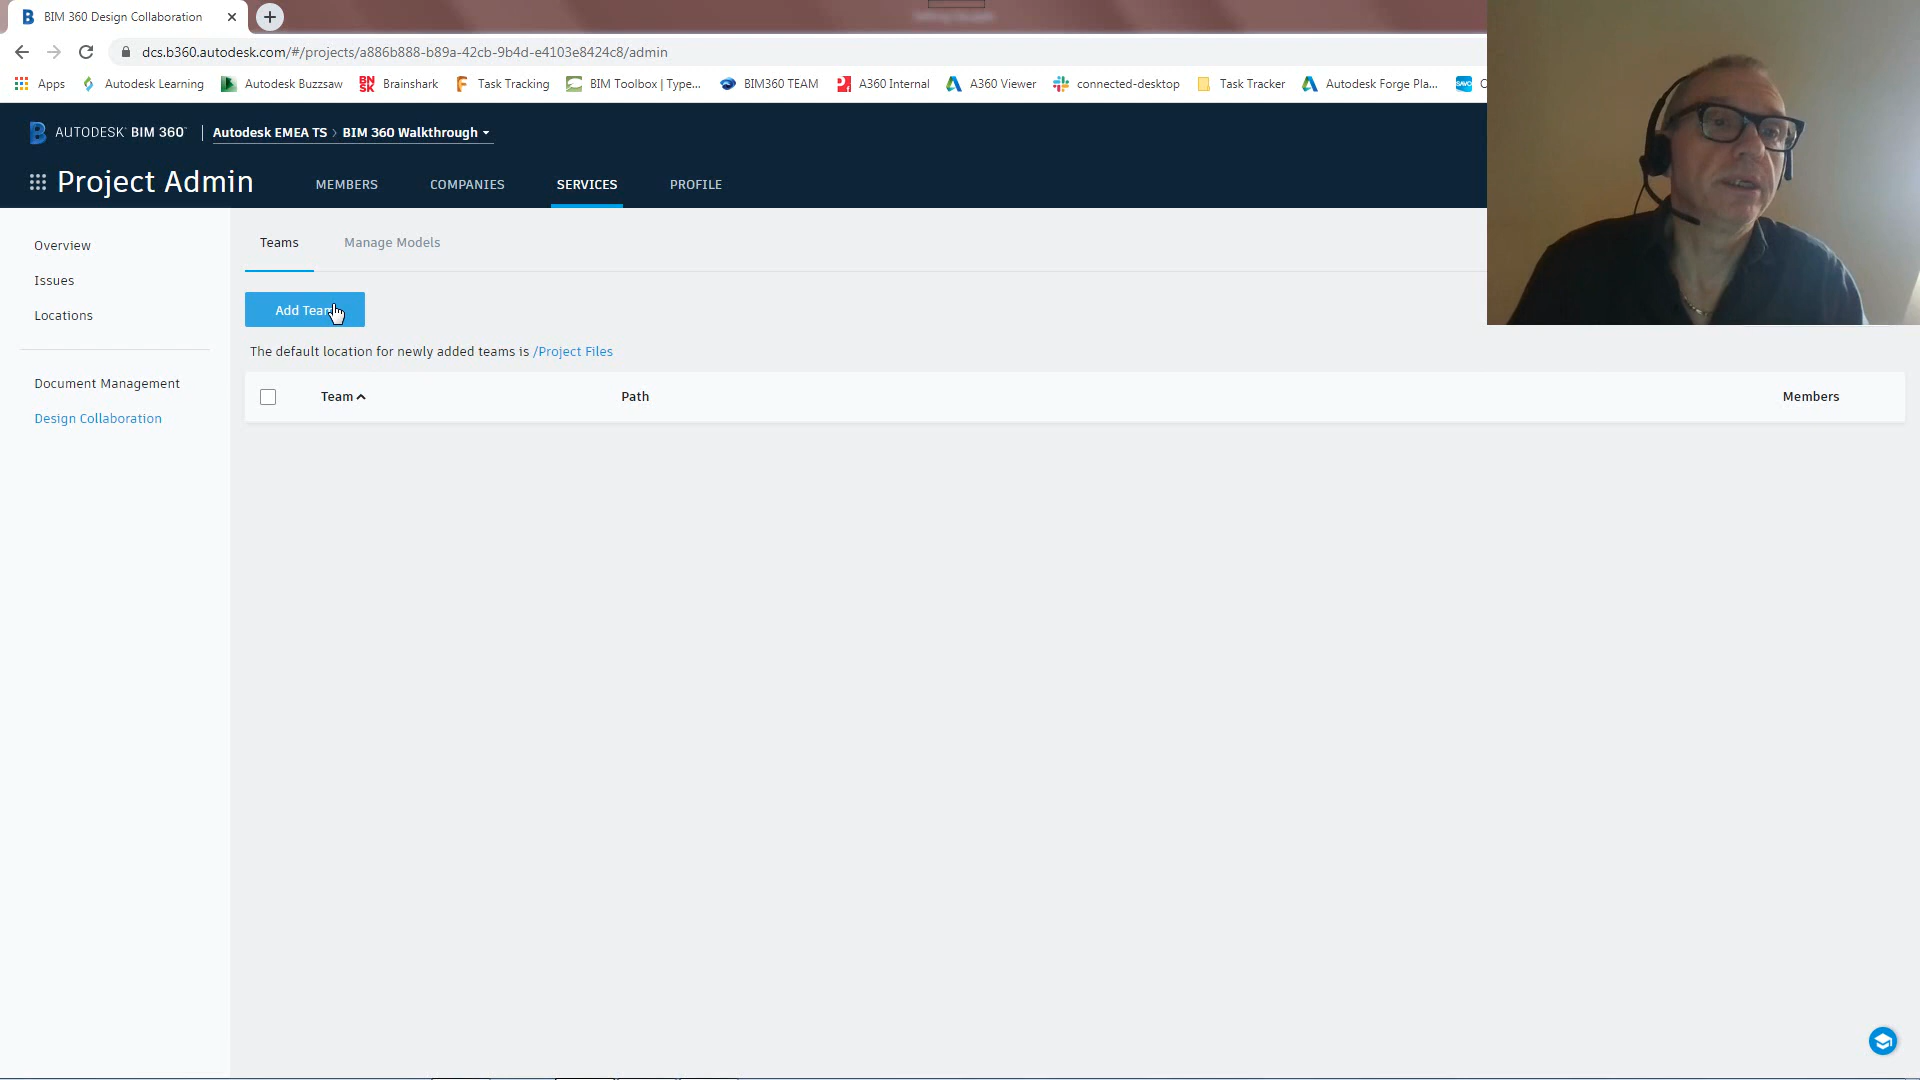 BIM 360 Design Collaboration
dcs.b360.autodesk.com/#/projects/a886b888-b89a-42cb-9b4d-e4103e8424c8/admin
Apps Autodesk Learning Autodesk Buzzsaw BN SK Brainshark Task Tracking BIM Toolbox | Type... BIM360 TEAM A360 Internal A360 Viewer connected-desktop Task Tracker Autodesk Forge Pla... SAVO
AUTODESK BIM 360 Autodesk EMEA TS > BIM 360 Walkthrough
Project Admin MEMBERS COMPANIES SERVICES PROFILE
Overview
Issues
Locations
Document Management
Design Collaboration
Teams Manage Models
Add Team
The default location for newly added teams is /Project Files
Team Path Members